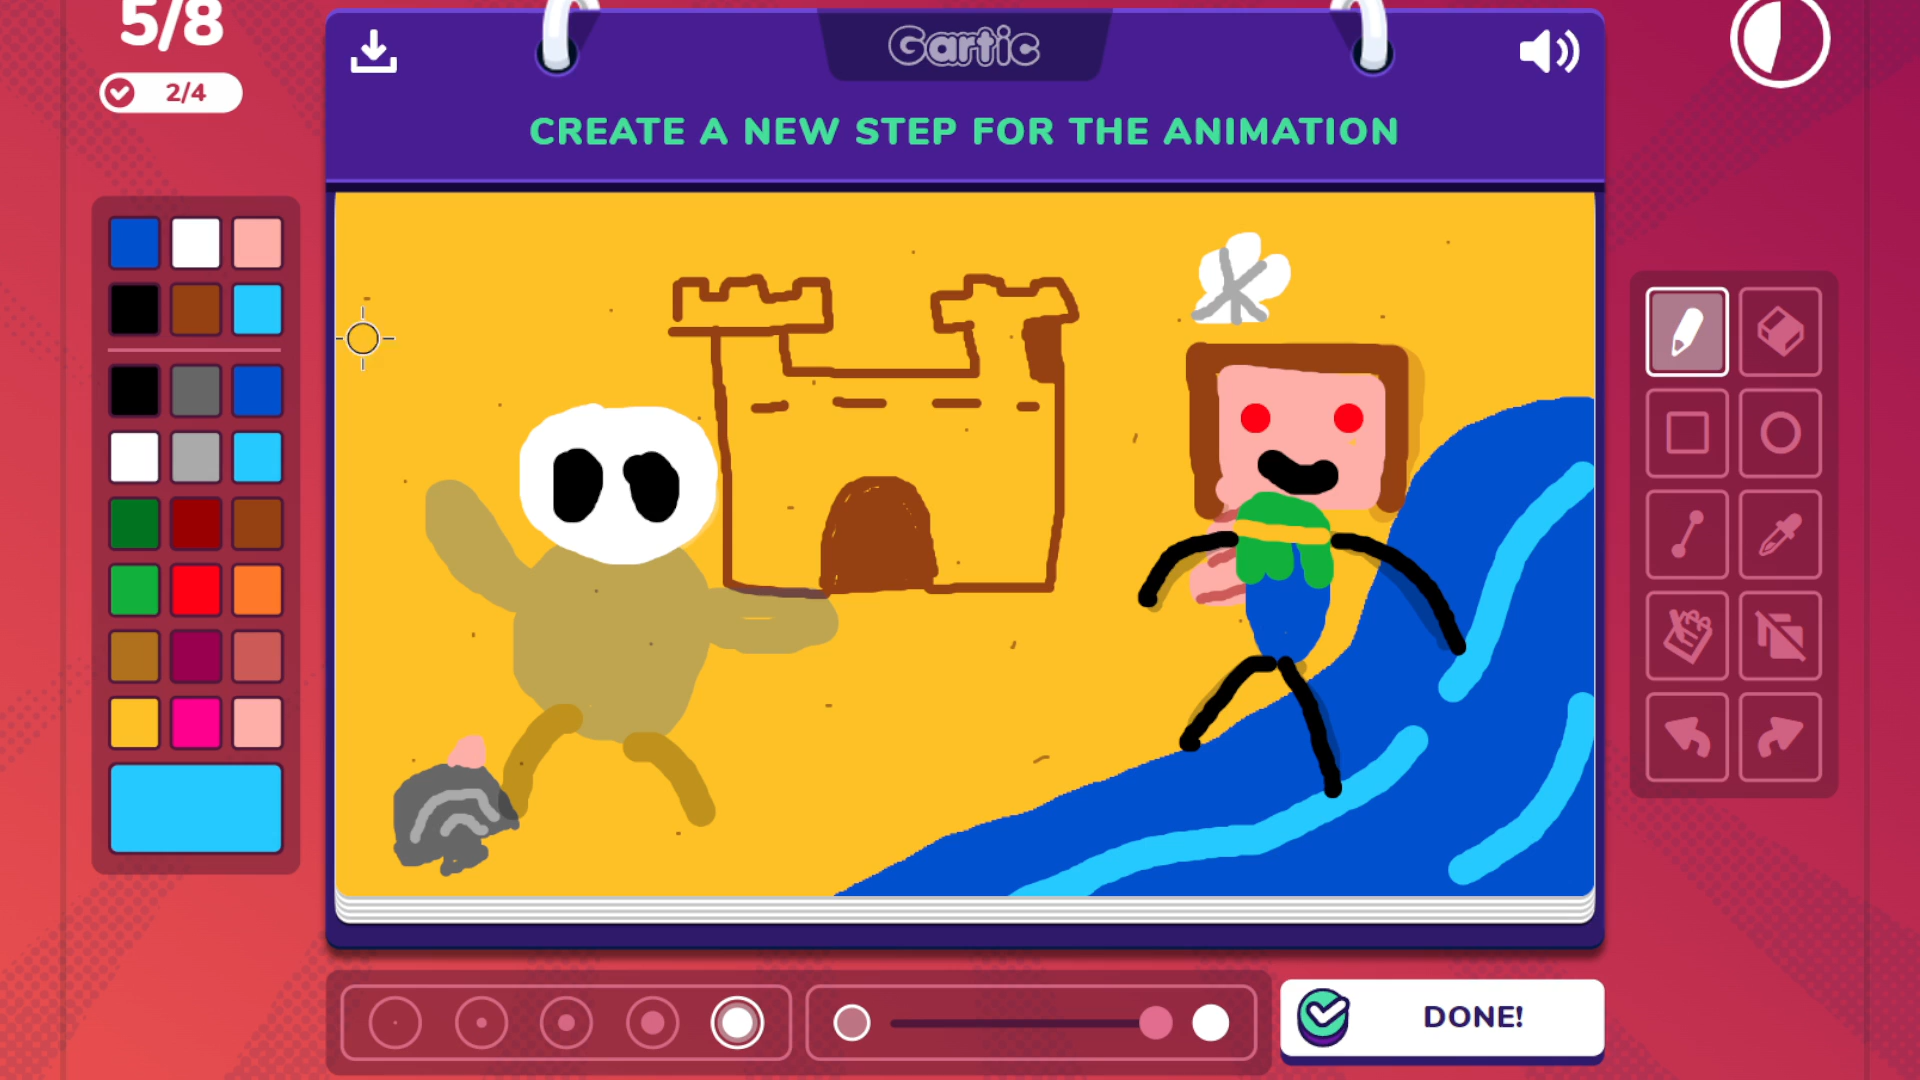 5/8
2/4
Gartic
CREATE A NEW STEP FOR THE ANIMATION
DONE!